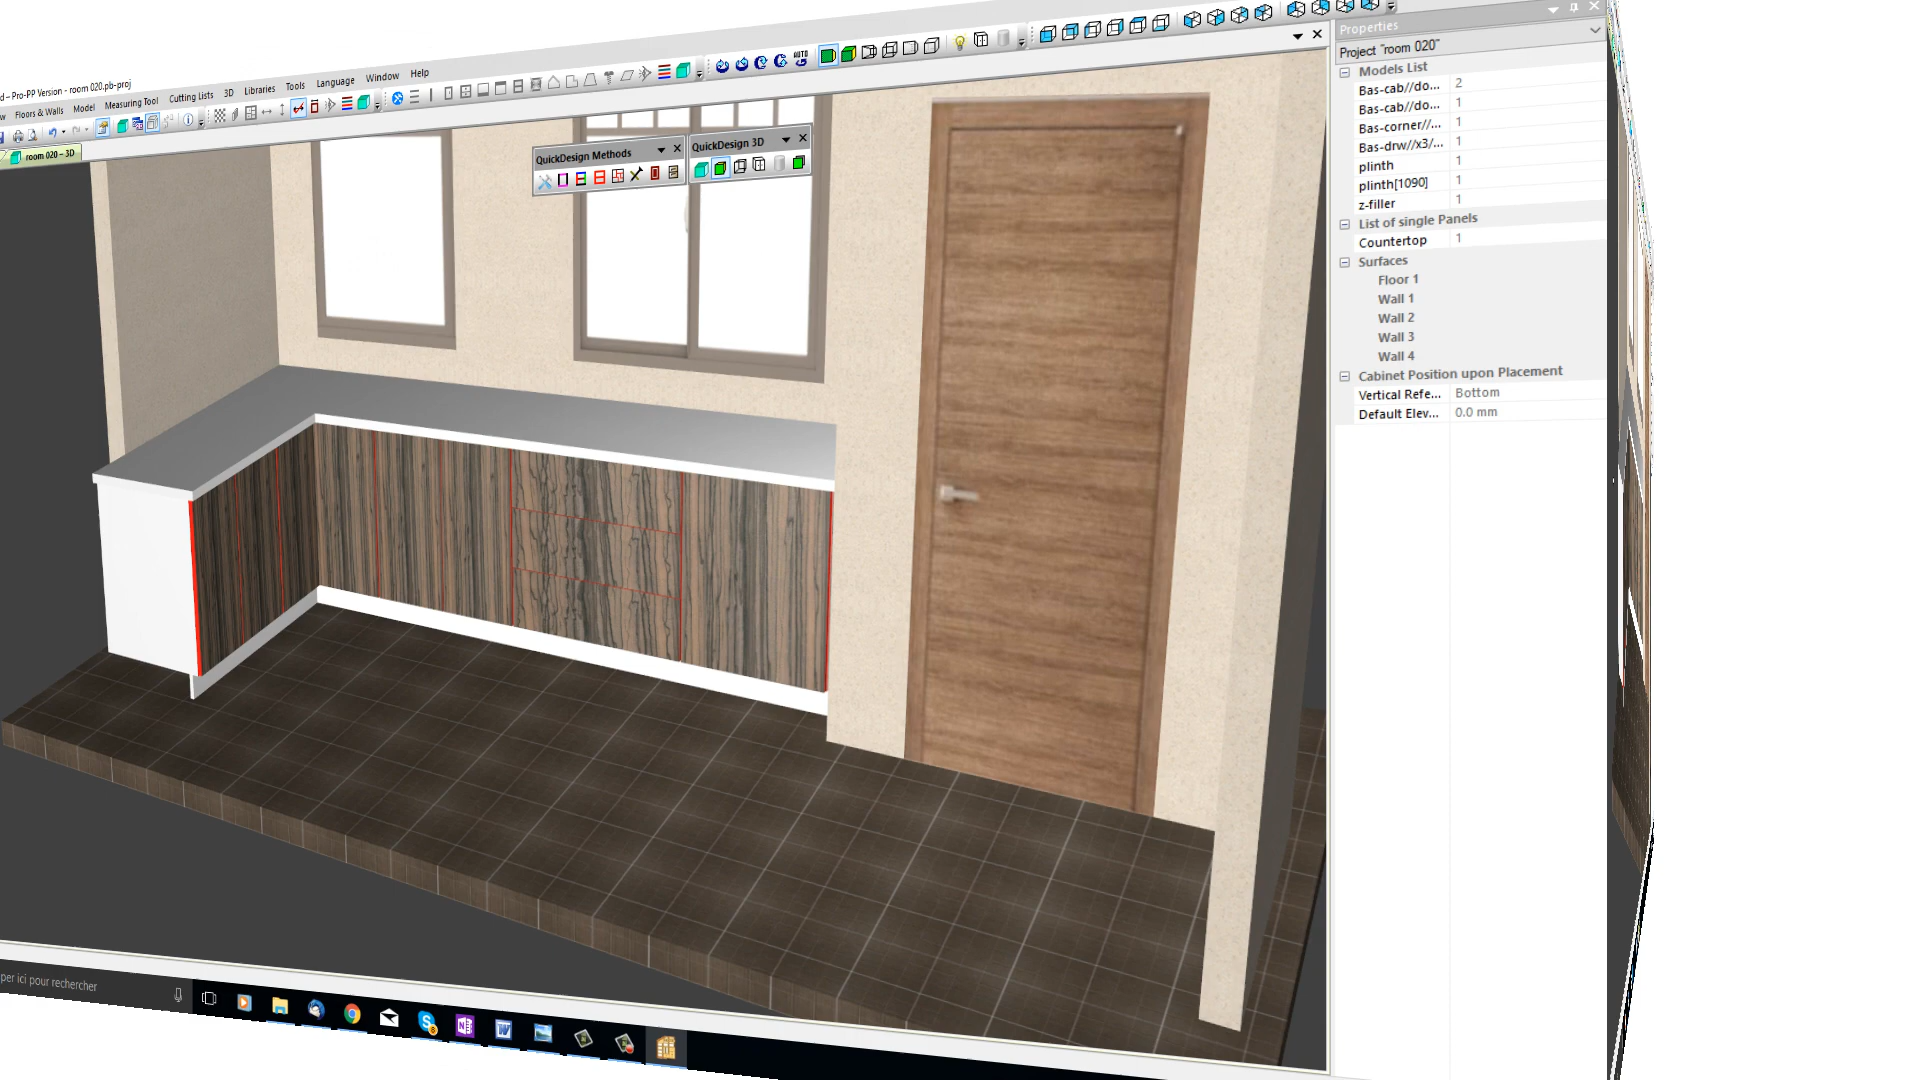 d – Pro-PP Version - room 020.pb-proj
w Floors & Walls Model Measuring Tool Cutting Lists 3D Libraries Tools Language Window Help
AUTO
room 020 – 3D
QuickDesign Methods
QuickDesign 3D
Properties
Project "room 020"
Models List
Bas-cab//do... 2
Bas-cab//do... 1
Bas-corner//... 1
Bas-drw//x3/... 1
plinth 1
plinth[1090] 1
z-filler 1
List of single Panels
Countertop 1
Surfaces
Floor 1
Wall 1
Wall 2
Wall 3
Wall 4
Cabinet Position upon Placement
Vertical Refe... Bottom
Default Elev... 0.0 mm
per ici pour rechercher